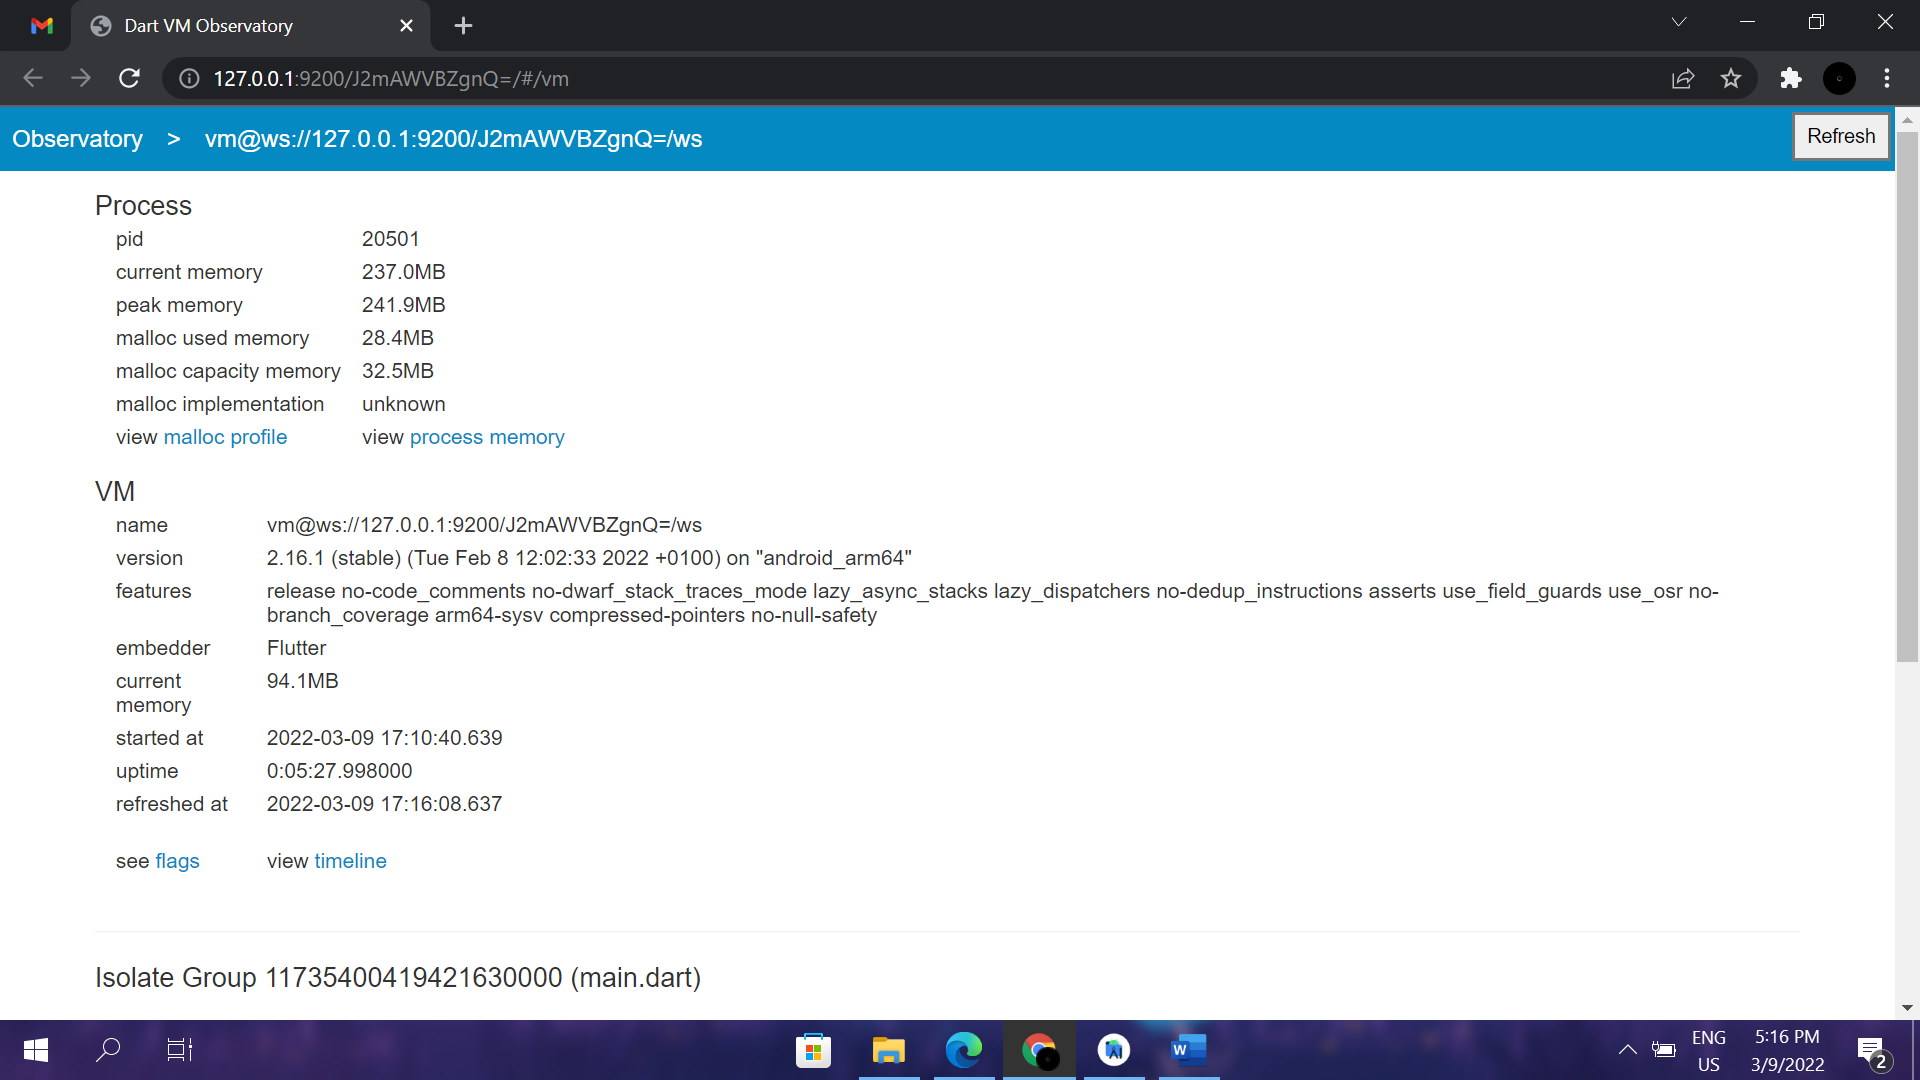 Dart VM Observatory
127.0.0.1:9200/J2mAWVBZgnQ=/#/vm
Observatory > vm@ws://127.0.0.1:9200/J2mAWVBZgnQ=/ws
Refresh
Process
pid 20501
current memory 237.0MB
peak memory 241.9MB
malloc used memory 28.4MB
malloc capacity memory 32.5MB
malloc implementation unknown
view malloc profile view process memory
VM
name vm@ws://127.0.0.1:9200/J2mAWVBZgnQ=/ws
version 2.16.1 (stable) (Tue Feb 8 12:02:33 2022 +0100) on "android_arm64"
features release no-code_comments no-dwarf_stack_traces_mode lazy_async_stacks lazy_dispatchers no-dedup_instructions asserts use_field_guards use_osr no-
branch_coverage arm64-sysv compressed-pointers no-null-safety
embedder Flutter
current 94.1MB
memory
started at 2022-03-09 17:10:40.639
uptime 0:05:27.998000
refreshed at 2022-03-09 17:16:08.637
see flags view timeline
Isolate Group 11735400419421630000 (main.dart)
ENG 5:16 PM
US 3/9/2022
2